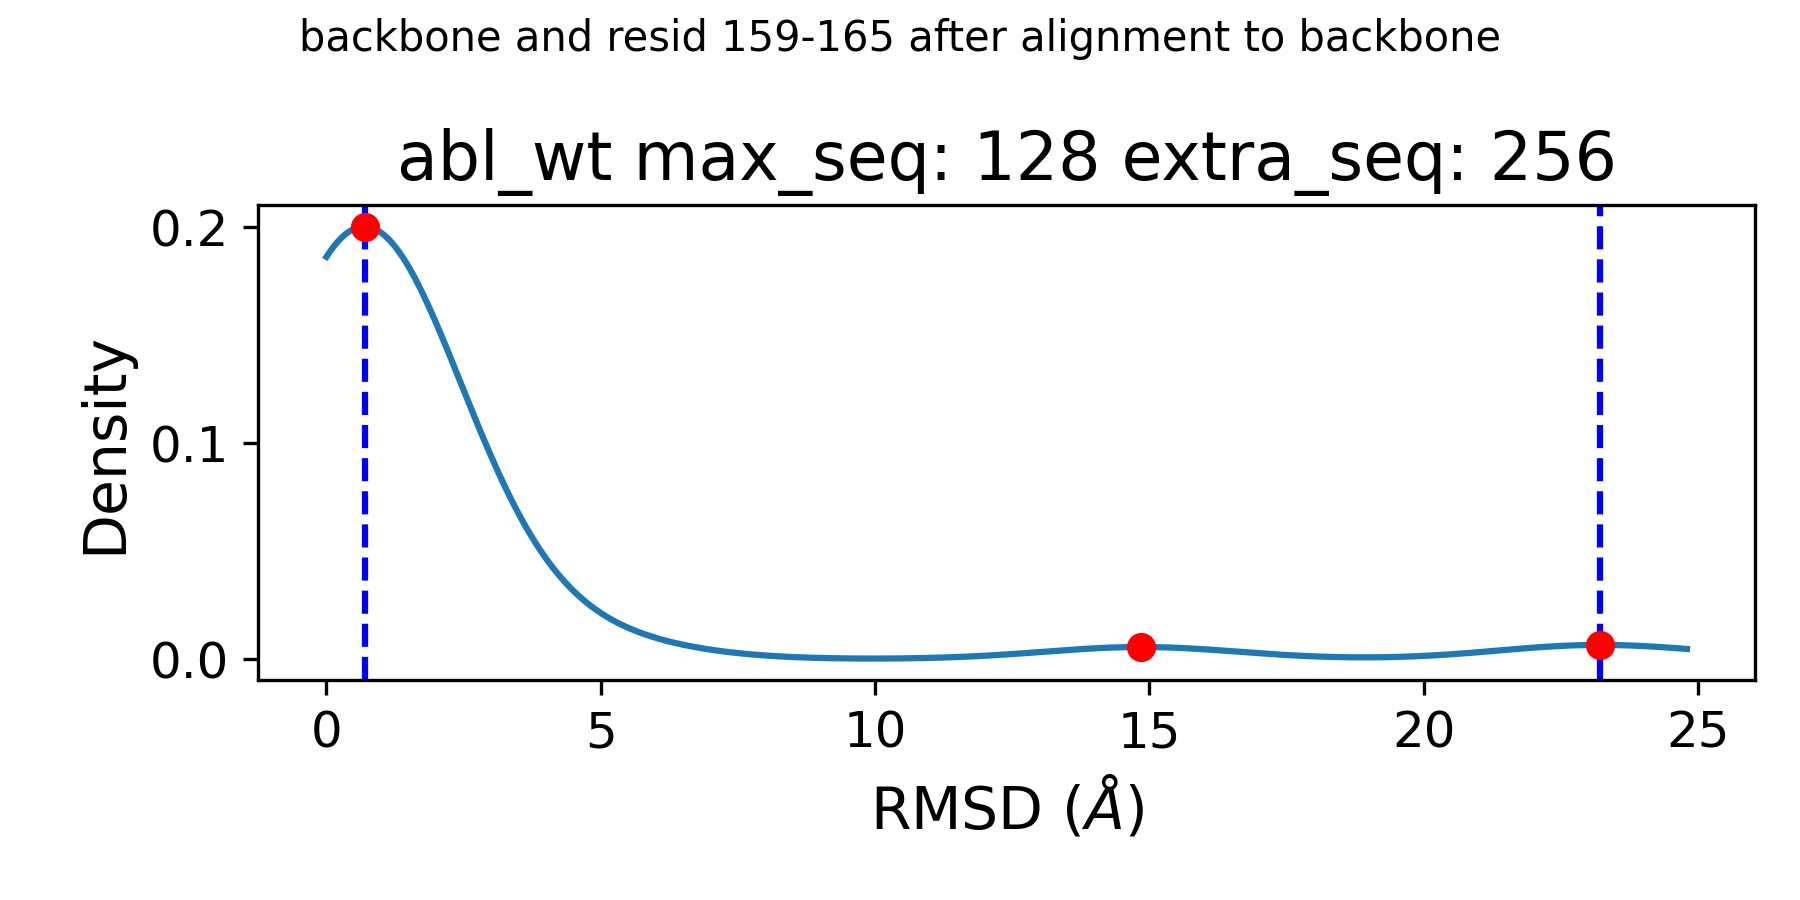 backbone and resid 159-165 after alignment to backbone
abl_wt max_seq: 128 extra_seq: 256
0.2
0.1
0.0
Density
0 5 10 15 20 25
RMSD (Å)